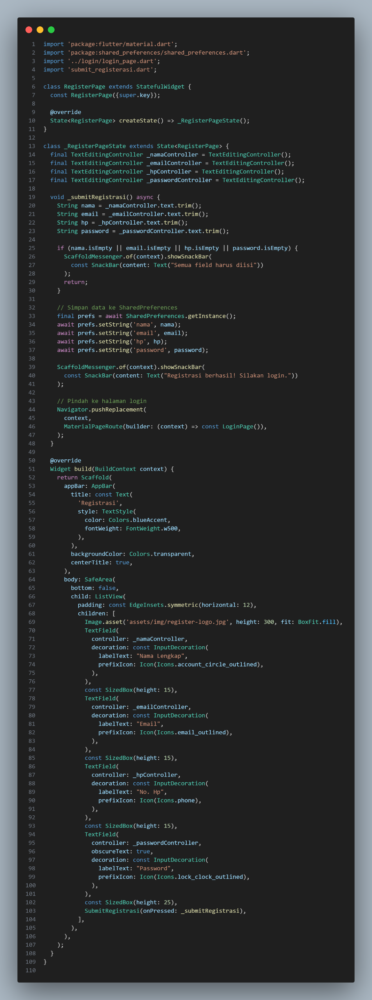 1 import 'package:flutter/material.dart';
2 import 'package:shared_preferences/shared_preferences.dart';
3 import '../login/login_page.dart';
4 import 'submit_registerasi.dart';
5
6 class RegisterPage extends StatefulWidget {
7   const RegisterPage({super.key});
8
9   @override
10   State<RegisterPage> createState() => _RegisterPageState();
11 }
12
13 class _RegisterPageState extends State<RegisterPage> {
14   final TextEditingController _namaController = TextEditingController();
15   final TextEditingController _emailController = TextEditingController();
16   final TextEditingController _hpController = TextEditingController();
17   final TextEditingController _passwordController = TextEditingController();
18
19   void _submitRegistrasi() async {
20     String nama = _namaController.text.trim();
21     String email = _emailController.text.trim();
22     String hp = _hpController.text.trim();
23     String password = _passwordController.text.trim();
24
25     if (nama.isEmpty || email.isEmpty || hp.isEmpty || password.isEmpty) {
26       ScaffoldMessenger.of(context).showSnackBar(
27         const SnackBar(content: Text("Semua field harus diisi"))
28       );
29       return;
30     }
31
32     // Simpan data ke SharedPreferences
33     final prefs = await SharedPreferences.getInstance();
34     await prefs.setString('nama', nama);
35     await prefs.setString('email', email);
36     await prefs.setString('hp', hp);
37     await prefs.setString('password', password);
38
39     ScaffoldMessenger.of(context).showSnackBar(
40       const SnackBar(content: Text("Registrasi berhasil! Silakan login."))
41     );
42
43     // Pindah ke halaman login
44     Navigator.pushReplacement(
45       context,
46       MaterialPageRoute(builder: (context) => const LoginPage()),
47     );
48   }
49
50   @override
51   Widget build(BuildContext context) {
52     return Scaffold(
53       appBar: AppBar(
54         title: const Text(
55           'Registrasi',
56           style: TextStyle(
57             color: Colors.blueAccent,
58             fontWeight: FontWeight.w500,
59           ),
60         ),
61         backgroundColor: Colors.transparent,
62         centerTitle: true,
63       ),
64       body: SafeArea(
65         bottom: false,
66         child: ListView(
67           padding: const EdgeInsets.symmetric(horizontal: 12),
68           children: [
69             Image.asset('assets/img/register-logo.jpg', height: 300, fit: BoxFit.fill),
70             TextField(
71               controller: _namaController,
72               decoration: const InputDecoration(
73                 labelText: "Nama Lengkap",
74                 prefixIcon: Icon(Icons.account_circle_outlined),
75               ),
76             ),
77             const SizedBox(height: 15),
78             TextField(
79               controller: _emailController,
80               decoration: const InputDecoration(
81                 labelText: "Email",
82                 prefixIcon: Icon(Icons.email_outlined),
83               ),
84             ),
85             const SizedBox(height: 15),
86             TextField(
87               controller: _hpController,
88               decoration: const InputDecoration(
89                 labelText: "No. Hp",
90                 prefixIcon: Icon(Icons.phone),
91               ),
92             ),
93             const SizedBox(height: 15),
94             TextField(
95               controller: _passwordController,
96               obscureText: true,
97               decoration: const InputDecoration(
98                 labelText: "Password",
99                 prefixIcon: Icon(Icons.lock_clock_outlined),
100               ),
101             ),
102             const SizedBox(height: 25),
103             SubmitRegistrasi(onPressed: _submitRegistrasi),
104           ],
105         ),
106       ),
107     );
108   }
109 }
110